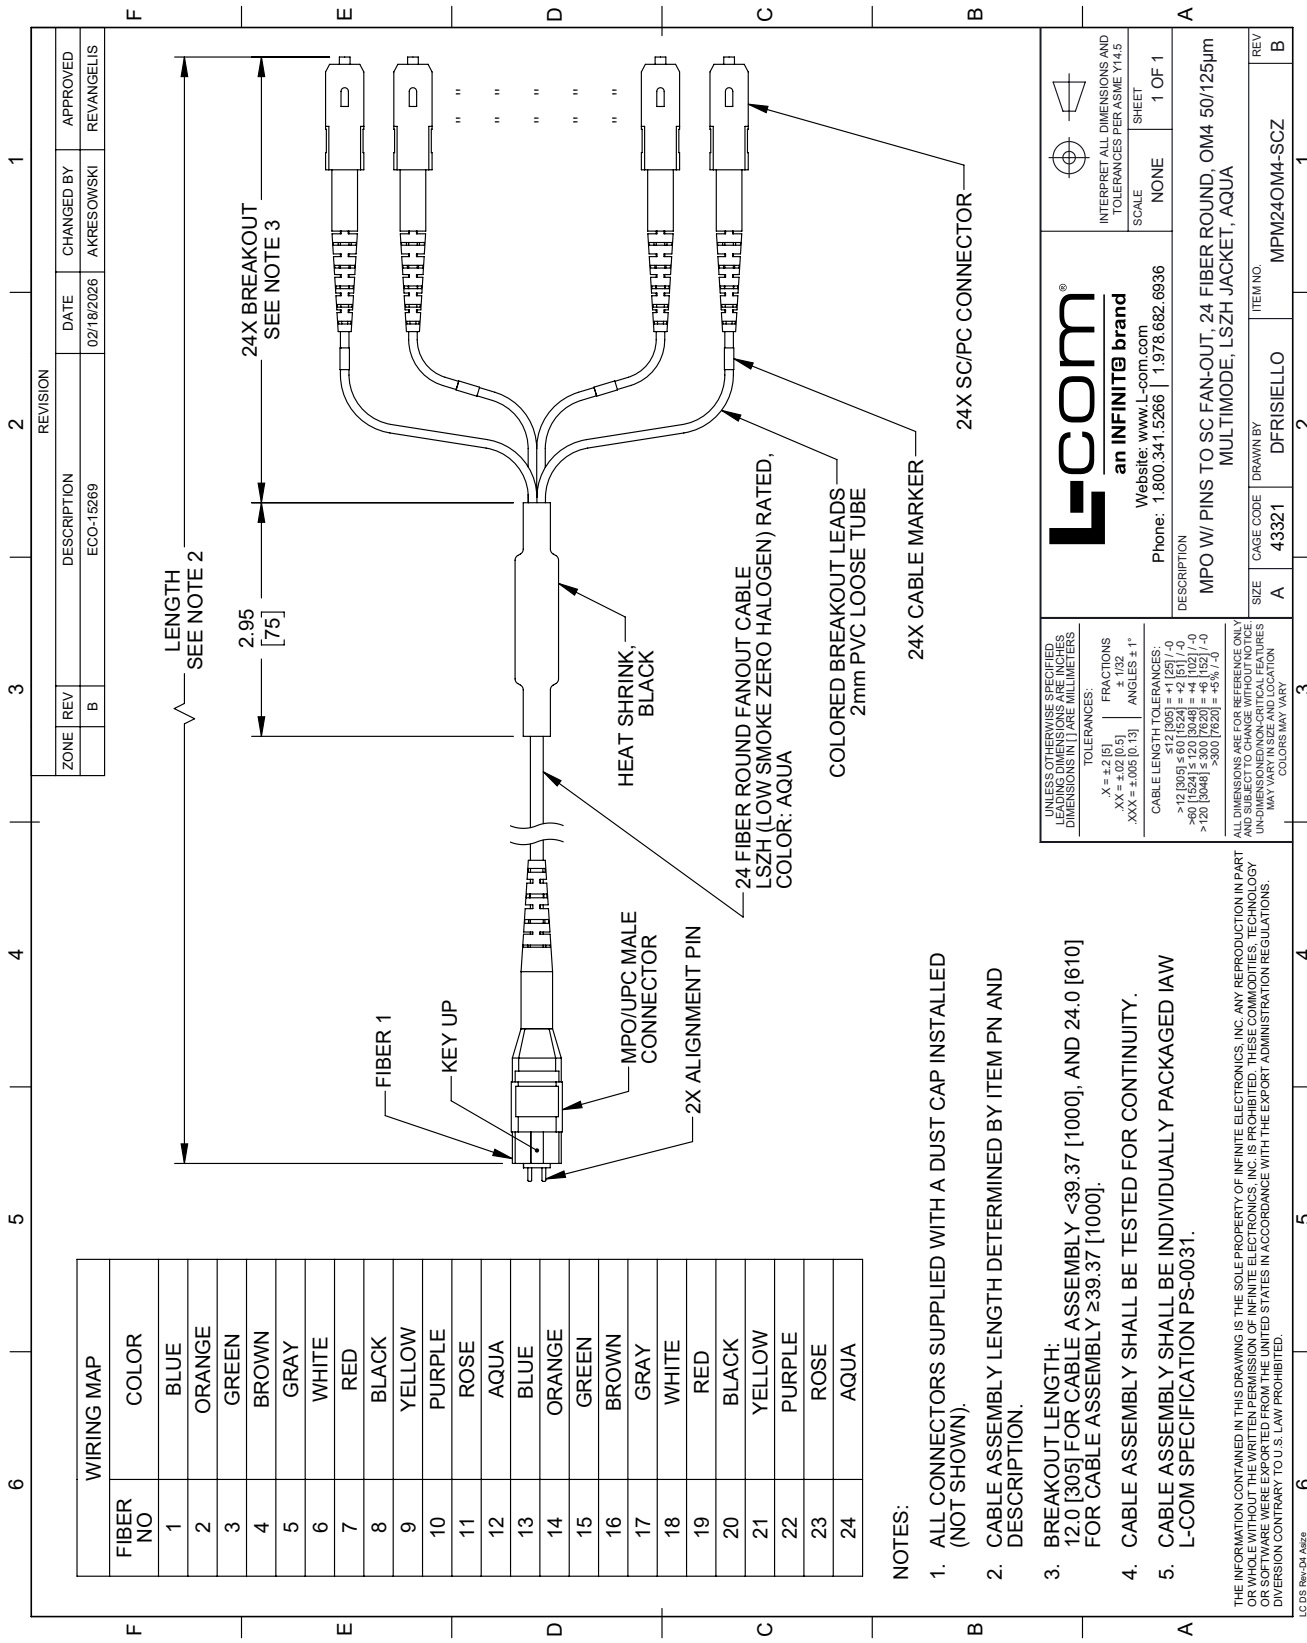 6
5
4
3
2
1
F
E
D
C
B
A
REVISION
ZONE REV DESCRIPTION DATE CHANGED BY APPROVED
B ECO-15269 02/18/2026 AKRESOWSKI REVANGELIS
WIRING MAP
FIBER NO COLOR
1 BLUE
2 ORANGE
3 GREEN
4 BROWN
5 GRAY
6 WHITE
7 RED
8 BLACK
9 YELLOW
10 PURPLE
11 ROSE
12 AQUA
13 BLUE
14 ORANGE
15 GREEN
16 BROWN
17 GRAY
18 WHITE
19 RED
20 BLACK
21 YELLOW
22 PURPLE
23 ROSE
24 AQUA
LENGTH
SEE NOTE 2
2.95
[75]
24X BREAKOUT
SEE NOTE 3
FIBER 1
KEY UP
MPO/UPC MALE
CONNECTOR
2X ALIGNMENT PIN
HEAT SHRINK,
BLACK
24 FIBER ROUND FANOUT CABLE
LSZH (LOW SMOKE ZERO HALOGEN) RATED,
COLOR: AQUA
COLORED BREAKOUT LEADS
2mm PVC LOOSE TUBE
24X CABLE MARKER
24X SC/PC CONNECTOR
NOTES:
1. ALL CONNECTORS SUPPLIED WITH A DUST CAP INSTALLED
(NOT SHOWN).
2. CABLE ASSEMBLY LENGTH DETERMINED BY ITEM PN AND
DESCRIPTION.
3. BREAKOUT LENGTH:
12.0 [305] FOR CABLE ASSEMBLY <39.37 [1000], AND 24.0 [610]
FOR CABLE ASSEMBLY ≥39.37 [1000].
4. CABLE ASSEMBLY SHALL BE TESTED FOR CONTINUITY.
5. CABLE ASSEMBLY SHALL BE INDIVIDUALLY PACKAGED IAW
L-COM SPECIFICATION PS-0031.
THE INFORMATION CONTAINED IN THIS DRAWING IS THE SOLE PROPERTY OF INFINITE ELECTRONICS, INC. ANY REPRODUCTION IN PART
OR WHOLE WITHOUT THE WRITTEN PERMISSION OF INFINITE ELECTRONICS, INC. IS PROHIBITED. THESE COMMODITIES, TECHNOLOGY
OR SOFTWARE WERE EXPORTED FROM THE UNITED STATES IN ACCORDANCE WITH THE EXPORT ADMINISTRATION REGULATIONS.
DIVERSION CONTRARY TO U.S. LAW PROHIBITED.
UNLESS OTHERWISE SPECIFIED
LEADING DIMENSIONS ARE INCHES
DIMENSIONS IN [ ] ARE MILLIMETERS
TOLERANCES:
.X = ±.2 [5] FRACTIONS
.XX = ±.02 [0.5] ± 1/32
.XXX = ±.005 [0.13] ANGLES ± 1°
CABLE LENGTH TOLERANCES:
≤12 [305] = +1 [25] / -0
>12 [305] ≤ 60 [1524] = +2 [51] / -0
>60 [1524] ≤ 120 [3048] = +4 [102] / -0
>120 [3048] ≤ 300 [7620] = +6 [152] / -0
>300 [7620] = +5% / -0
ALL DIMENSIONS ARE FOR REFERENCE ONLY
AND SUBJECT TO CHANGE WITHOUT NOTICE.
UN-DIMENSIONED/NON-CRITICAL FEATURES
MAY VARY IN SIZE AND LOCATION
COLORS MAY VARY
L-com®
an INFINITE brand
Website: www.L-com.com
Phone: 1.800.341.5266 | 1.978.682.6936
INTERPRET ALL DIMENSIONS AND
TOLERANCES PER ASME Y14.5
SCALE NONE
SHEET 1 OF 1
DESCRIPTION
MPO W/ PINS TO SC FAN-OUT, 24 FIBER ROUND, OM4 50/125µm
MULTIMODE, LSZH JACKET, AQUA
SIZE A
CAGE CODE 43321
DRAWN BY DFRISIELLO
ITEM NO. MPM24OM4-SCZ
REV B
F
E
D
C
B
A
6
5
4
3
2
1
LC DS Rev-D4 Asize